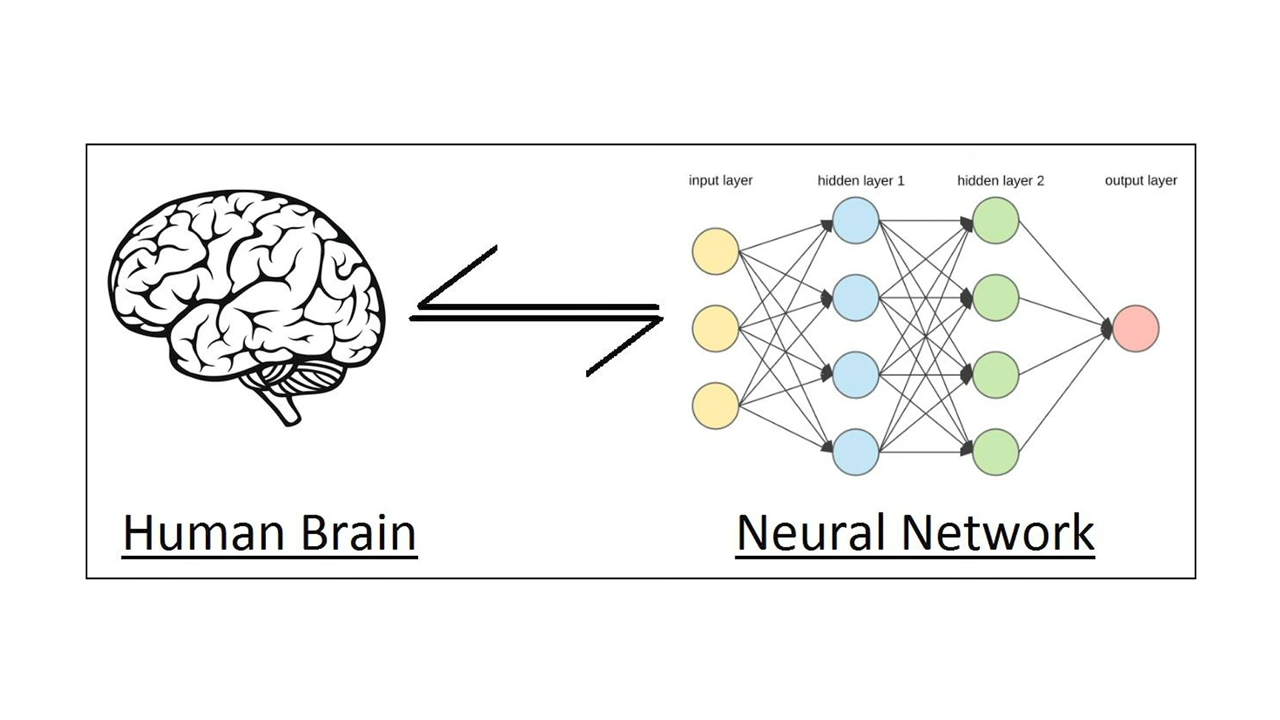 input layer
hidden layer 1
hidden layer 2
output layer
Human Brain
Neural Network